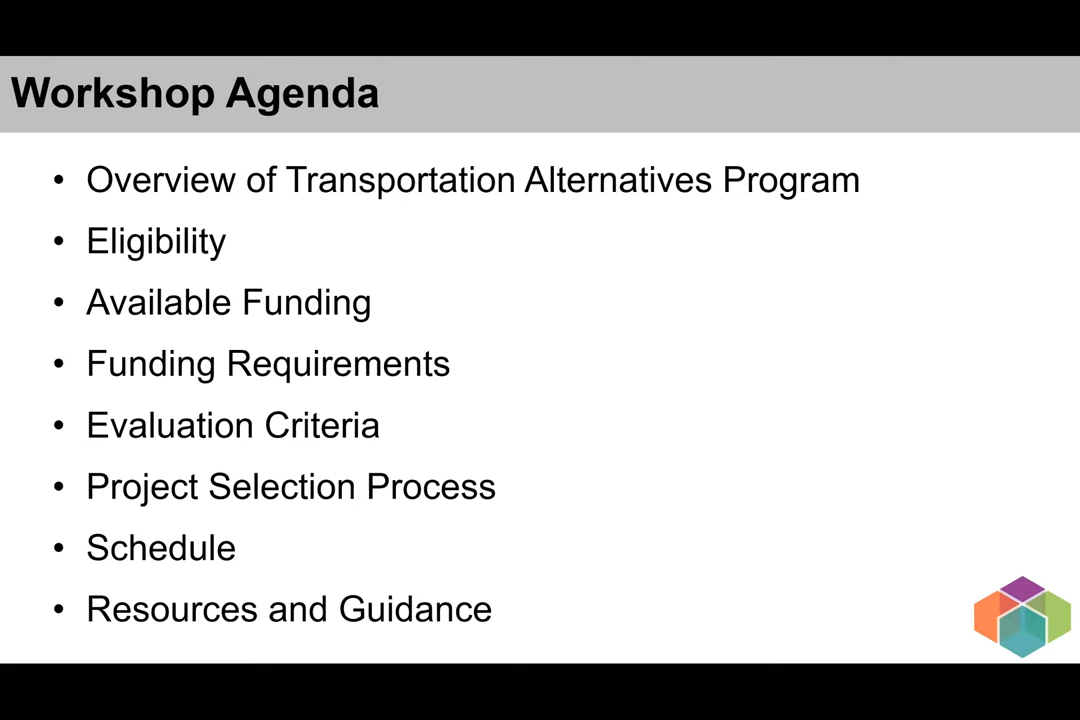 Workshop Agenda
• Overview of Transportation Alternatives Program
• Eligibility
• Available Funding
• Funding Requirements
• Evaluation Criteria
• Project Selection Process
• Schedule
• Resources and Guidance